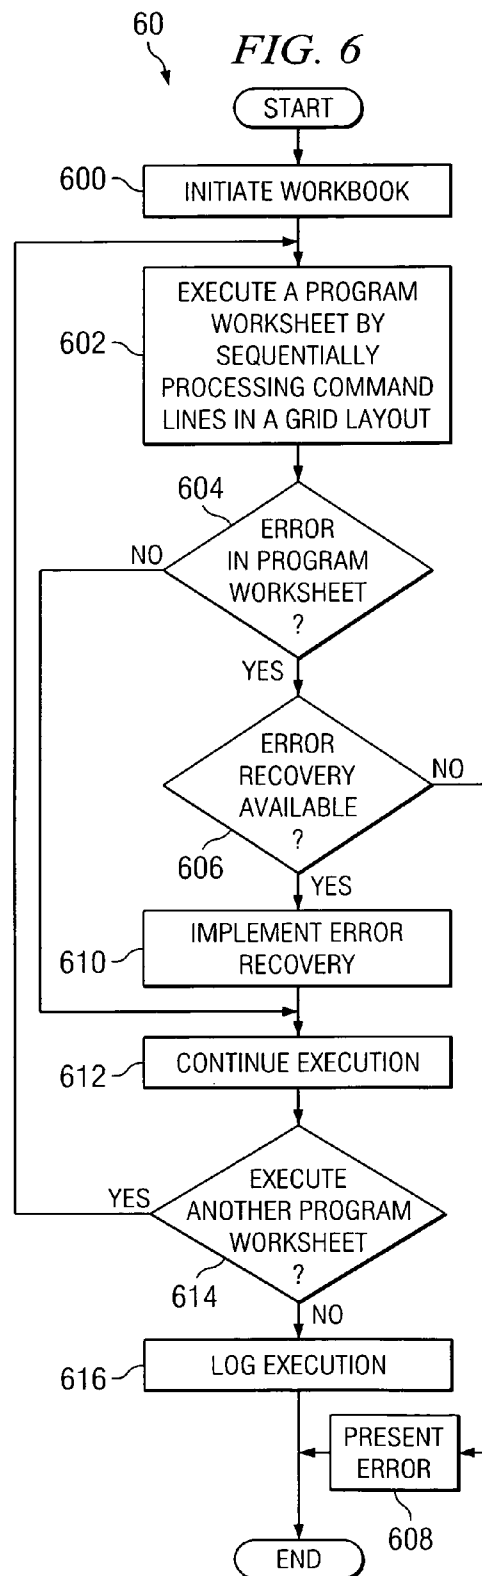 60
FIG. 6
START
600
INITIATE WORKBOOK
602
EXECUTE A PROGRAM
WORKSHEET BY
SEQUENTIALLY
PROCESSING COMMAND
LINES IN A GRID LAYOUT
604
NO
ERROR
IN PROGRAM
WORKSHEET
?
YES
ERROR
RECOVERY
AVAILABLE
?
NO
606
YES
610
IMPLEMENT ERROR
RECOVERY
612
CONTINUE EXECUTION
YES
EXECUTE
ANOTHER PROGRAM
WORKSHEET
?
614
NO
616
LOG EXECUTION
PRESENT
ERROR
608
END